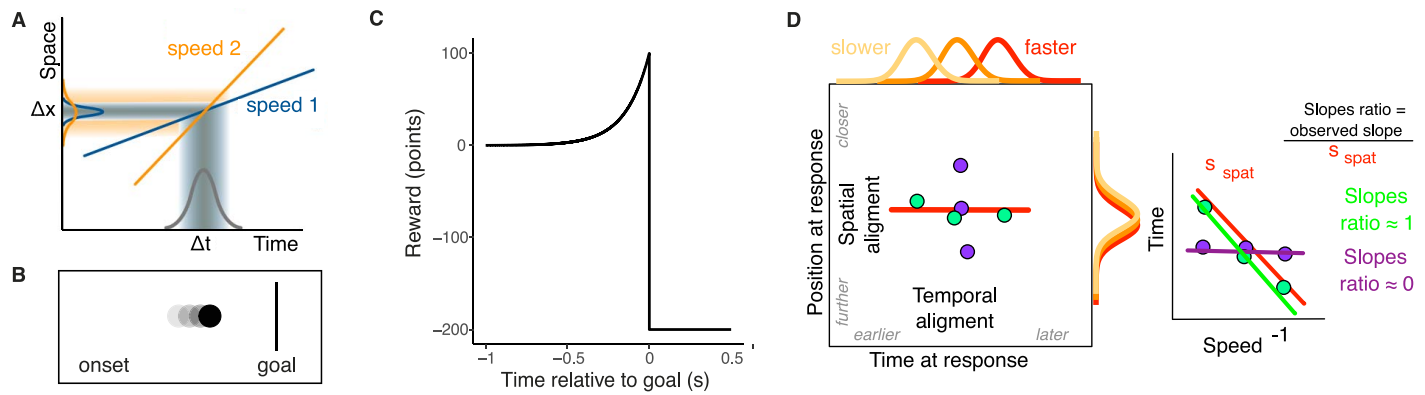 A
Space
speed 2
speed 1
Δx
Δt
Time
B
onset
goal
C
Reward (points)
100
0
−100
−200
−1
−0.5
0
0.5
Time relative to goal (s)
D
slower
faster
Position at response
closer
further
Spatial
aligment
Temporal
aligment
earlier
later
Time at response
Slopes ratio =
observed slope
s spat
s spat
Time
Slopes
ratio ≈ 1
Slopes
ratio ≈ 0
Speed -1